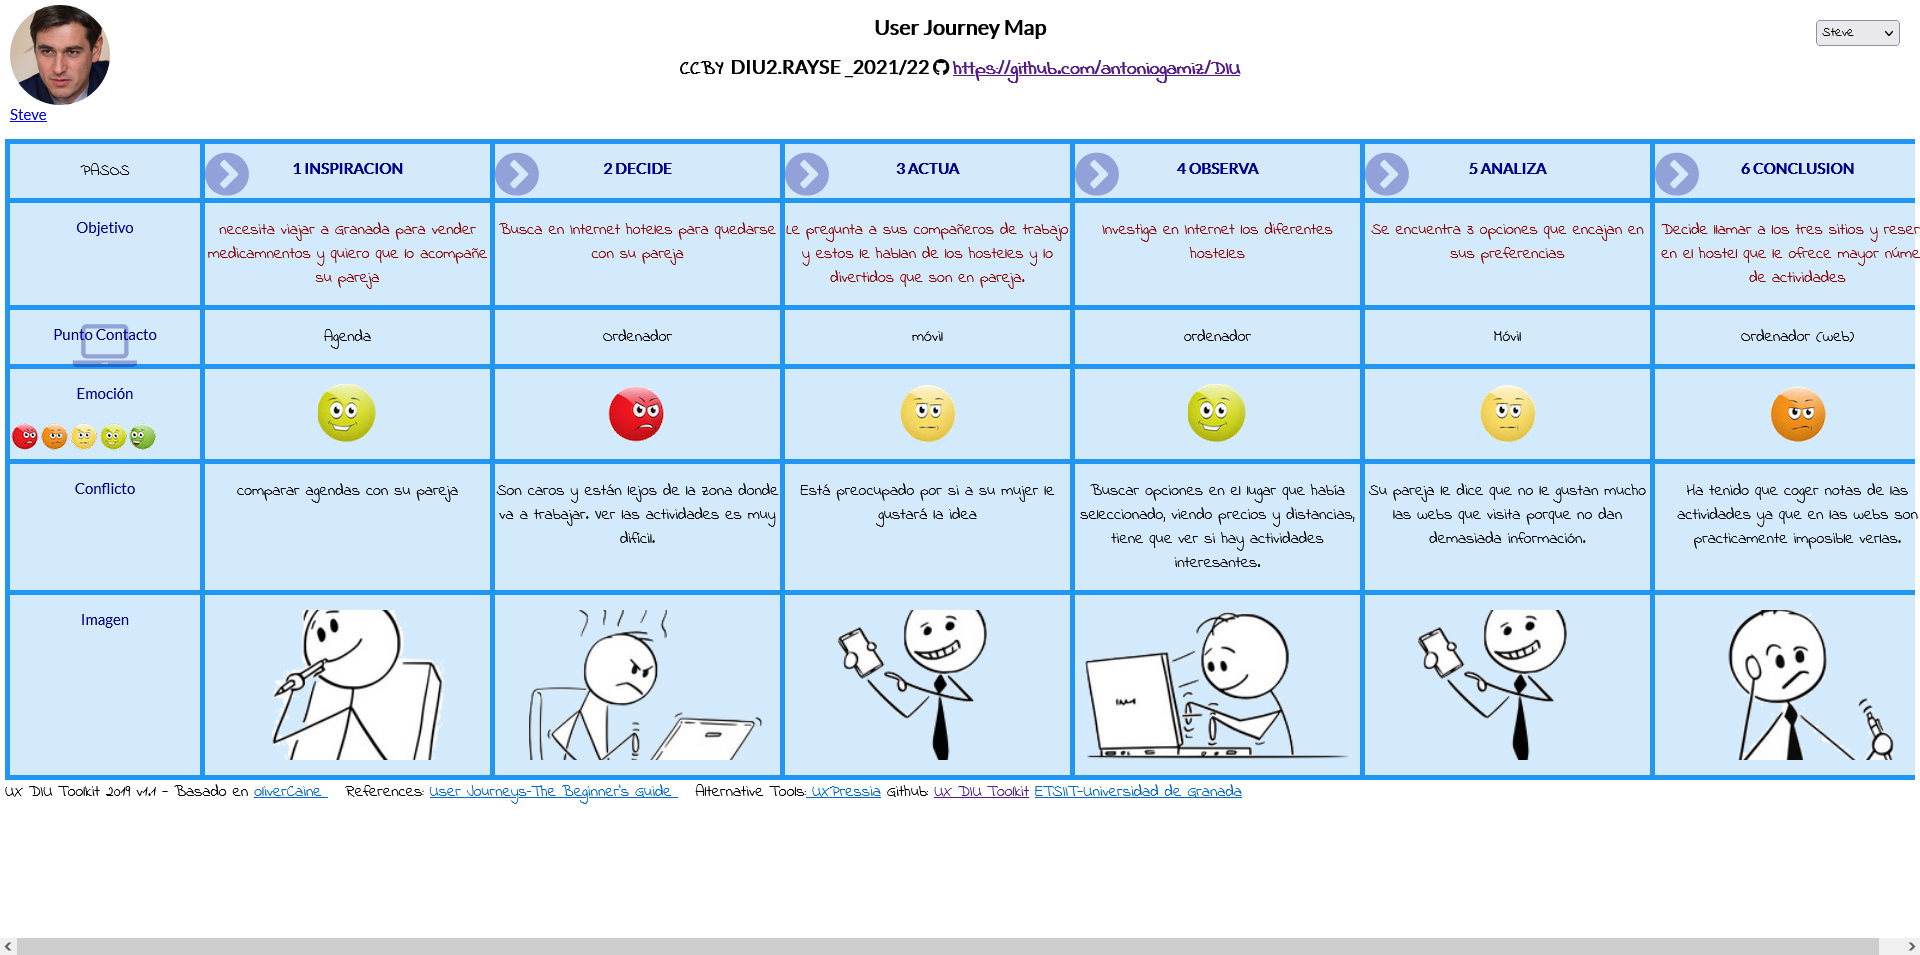 User Journey Map
Steve
CCBY DIU2.RAYSE_2021/22 https://github.com/antoniogamiz/DIU
Steve
PASOS
1 INSPIRACION
2 DECIDE
3 ACTUA
4 OBSERVA
5 ANALIZA
6 CONCLUSION
Objetivo
necesita viajar a Granada para vender
medicamnentos y quiero que lo acompañe
su pareja
Busca en Internet hoteles para quedarse
con su pareja
Le pregunta a sus compañeros de trabajo
y estos le hablan de los hosteles y lo
divertidos que son en pareja.
Investiga en Internet los diferentes
hosteles
Se encuentra 3 opciones que encajan en
sus preferencias
Decide llamar a los tres sitios y reser
en el hostel que le ofrece mayor núme
de actividades
Punto Contacto
Agenda
Ordenador
móvil
ordenador
Móvil
Ordenador (web)
Emoción
Conflicto
comparar agendas con su pareja
Son caros y están lejos de la zona donde
va a trabajar. Ver las actividades es muy
dificil.
Está preocupado por si a su mujer le
gustará la idea
Buscar opciones en el lugar que había
seleccionado, viendo precios y distancias,
tiene que ver si hay actividades
interesantes.
Su pareja le dice que no le gustan mucho
las webs que visita porque no dan
demasiada información.
Ha tenido que coger notas de las
actividades ya que en las webs son
practicamente imposible verlas.
Imagen
UX DIU Toolkit 2019 v1.1 - Basado en oliverCaine References: User Journeys-The Beginner's Guide Alternative Tools: UXPressia Github: UX DIU Toolkit ETSIIT-Universidad de Granada